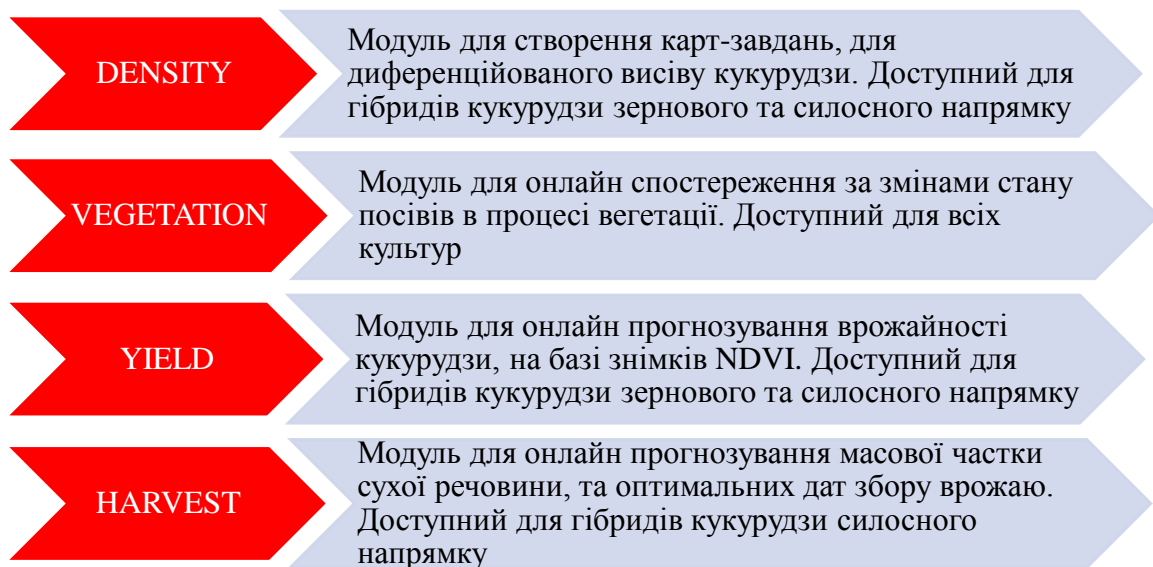 DENSITY
Модуль для створення карт-завдань, для
диференційованого висіву кукурудзи. Доступний для
гібридів кукурудзи зернового та силосного напрямку
VEGETATION
Модуль для онлайн спостереження за змінами стану
посівів в процесі вегетації. Доступний для всіх
культур
YIELD
Модуль для онлайн прогнозування врожайності
кукурудзи, на базі знімків NDVI. Доступний для
гібридів кукурудзи зернового та силосного напрямку
HARVEST
Модуль для онлайн прогнозування масової частки
сухої речовини, та оптимальних дат збору врожаю.
Доступний для гібридів кукурудзи силосного
напрямку